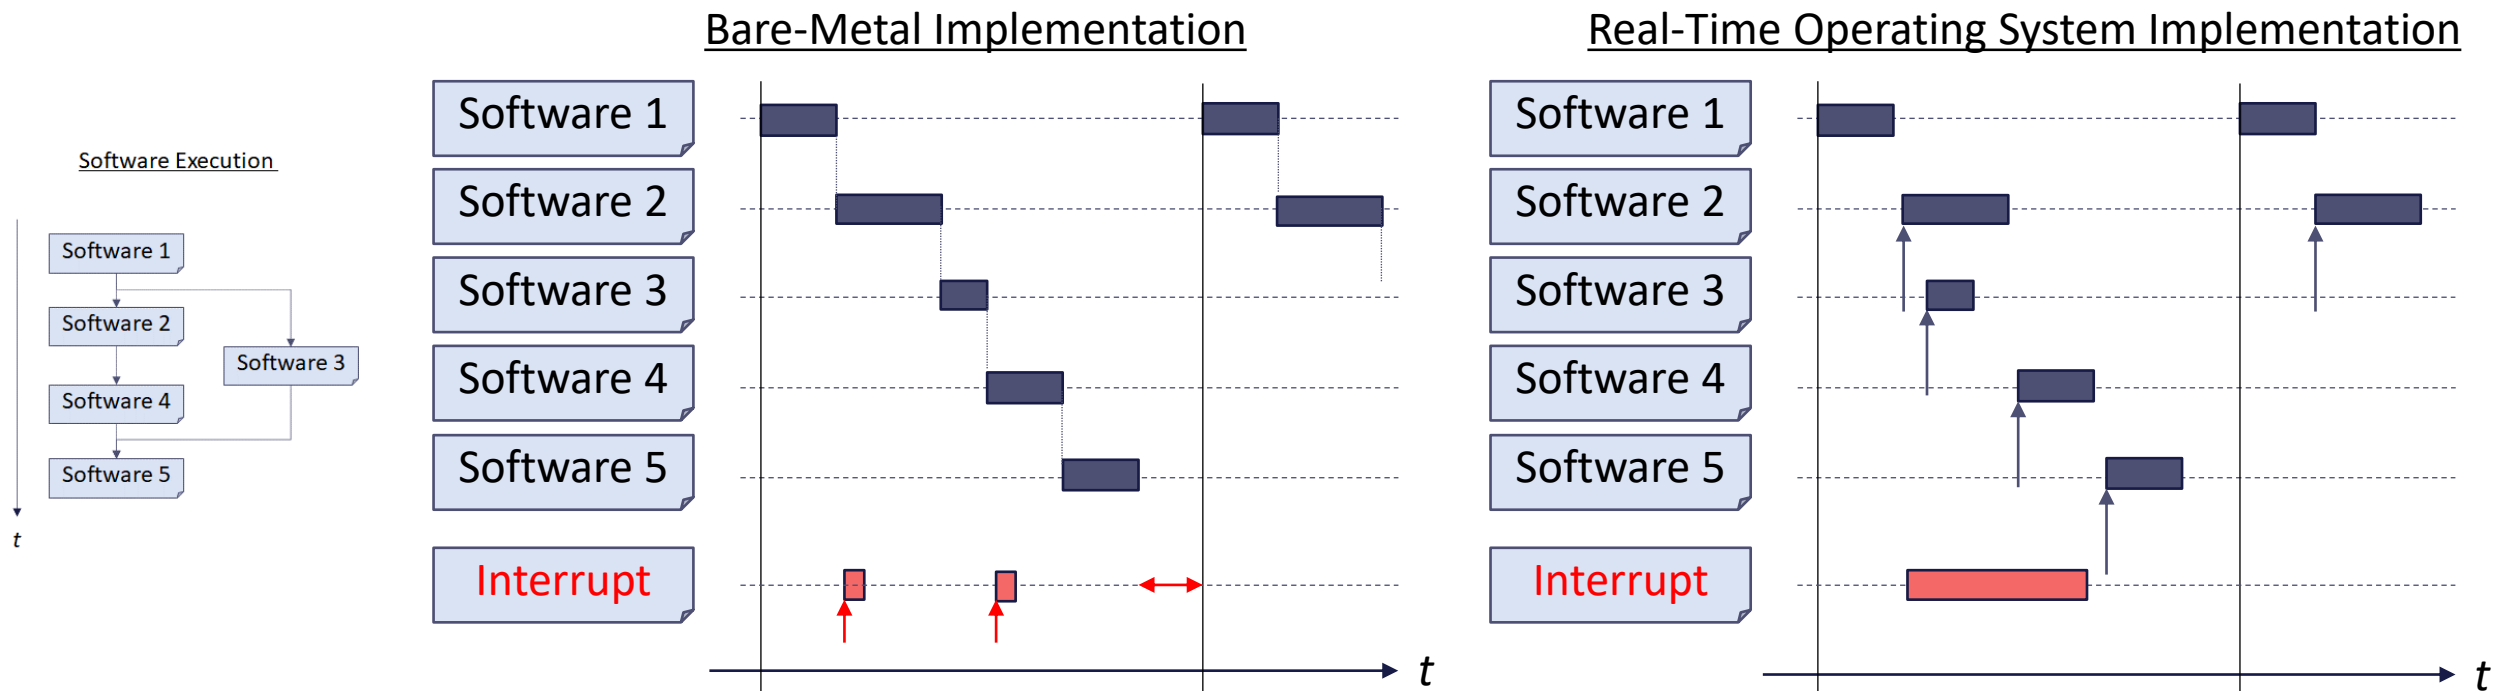 Software Execution
Software 1
Software 2
Software 3
Software 4
Software 5
t
Bare-Metal Implementation
Software 1
Software 2
Software 3
Software 4
Software 5
Interrupt
t
Real-Time Operating System Implementation
Software 1
Software 2
Software 3
Software 4
Software 5
Interrupt
t